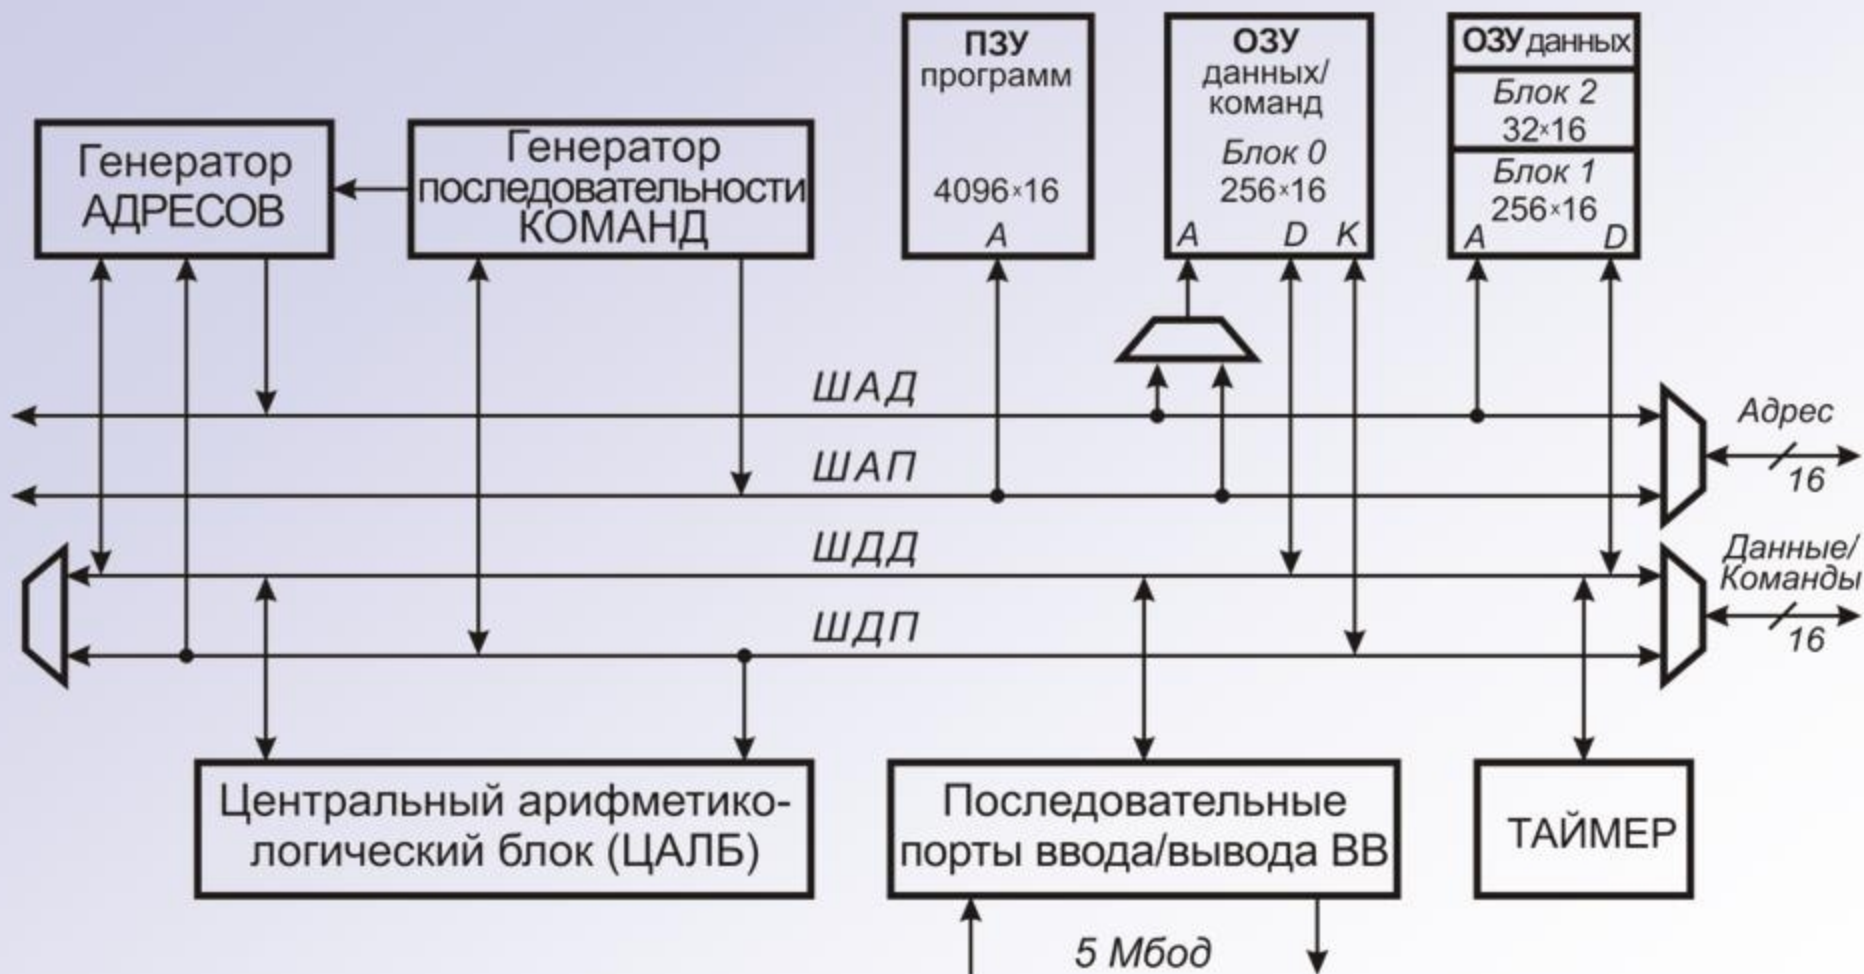 ПЗУ
программ
4096×16
A
ОЗУ
данных/
команд
Блок 0
256×16
A D K
ОЗУ данных
Блок 2
32×16
Блок 1
256×16
A D
Генератор
АДРЕСОВ
Генератор
последовательности
КОМАНД
ШАД
ШАП
ШДД
ШДП
Адрес
16
Данные/
Команды
16
Центральный арифметико-
логический блок (ЦАЛБ)
Последовательные
порты ввода/вывода ВВ
ТАЙМЕР
5 Мбод